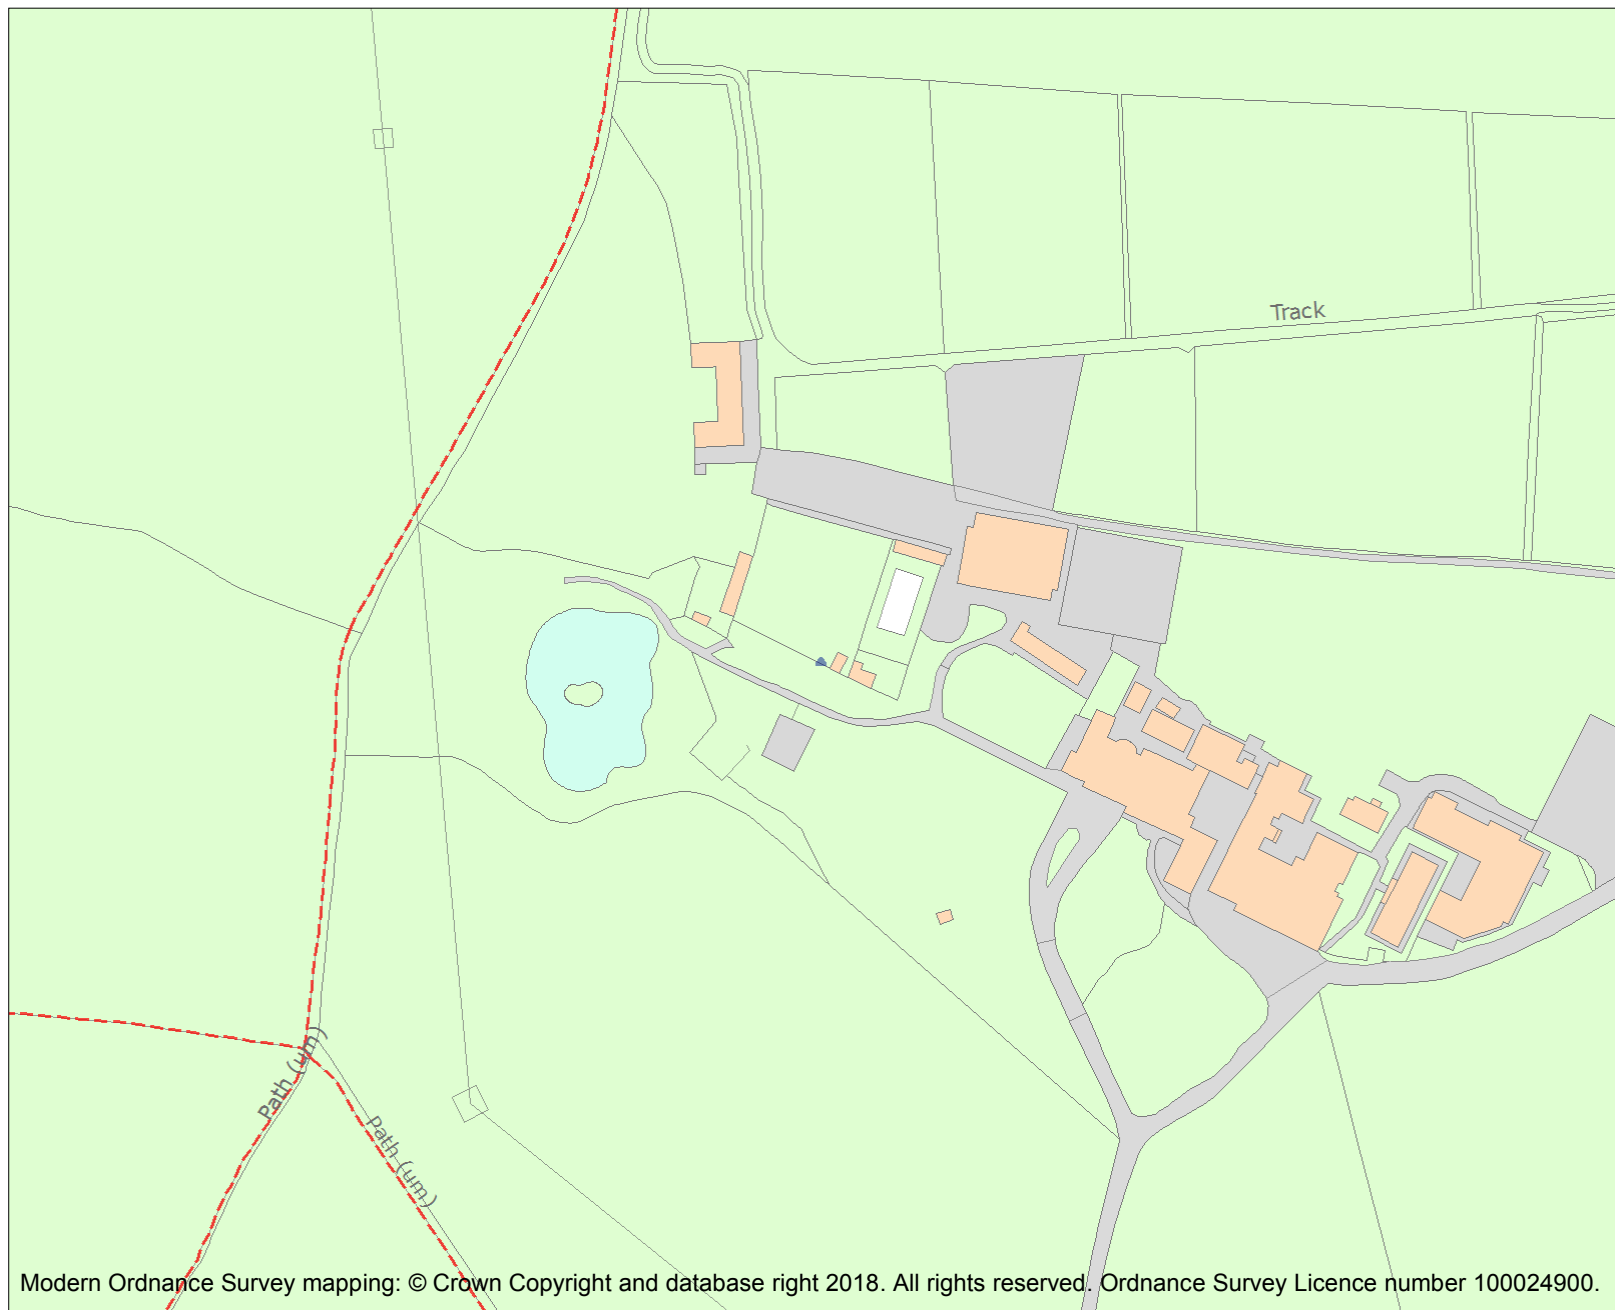 Track
Path (um)
Path (um)
Modern Ordnance Survey mapping: © Crown Copyright and database right 2018. All rights reserved. Ordnance Survey Licence number 100024900.